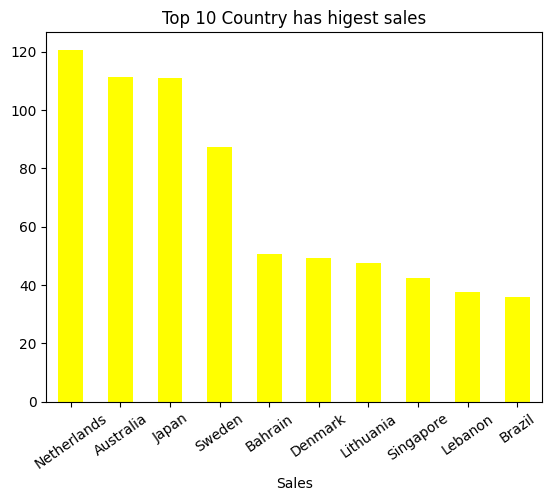 Top 10 Country has higest sales
120
100
80
60
40
20
0
Netherlands
Australia
Japan
Sweden
Bahrain
Denmark
Lithuania
Singapore
Lebanon
Brazil
Sales